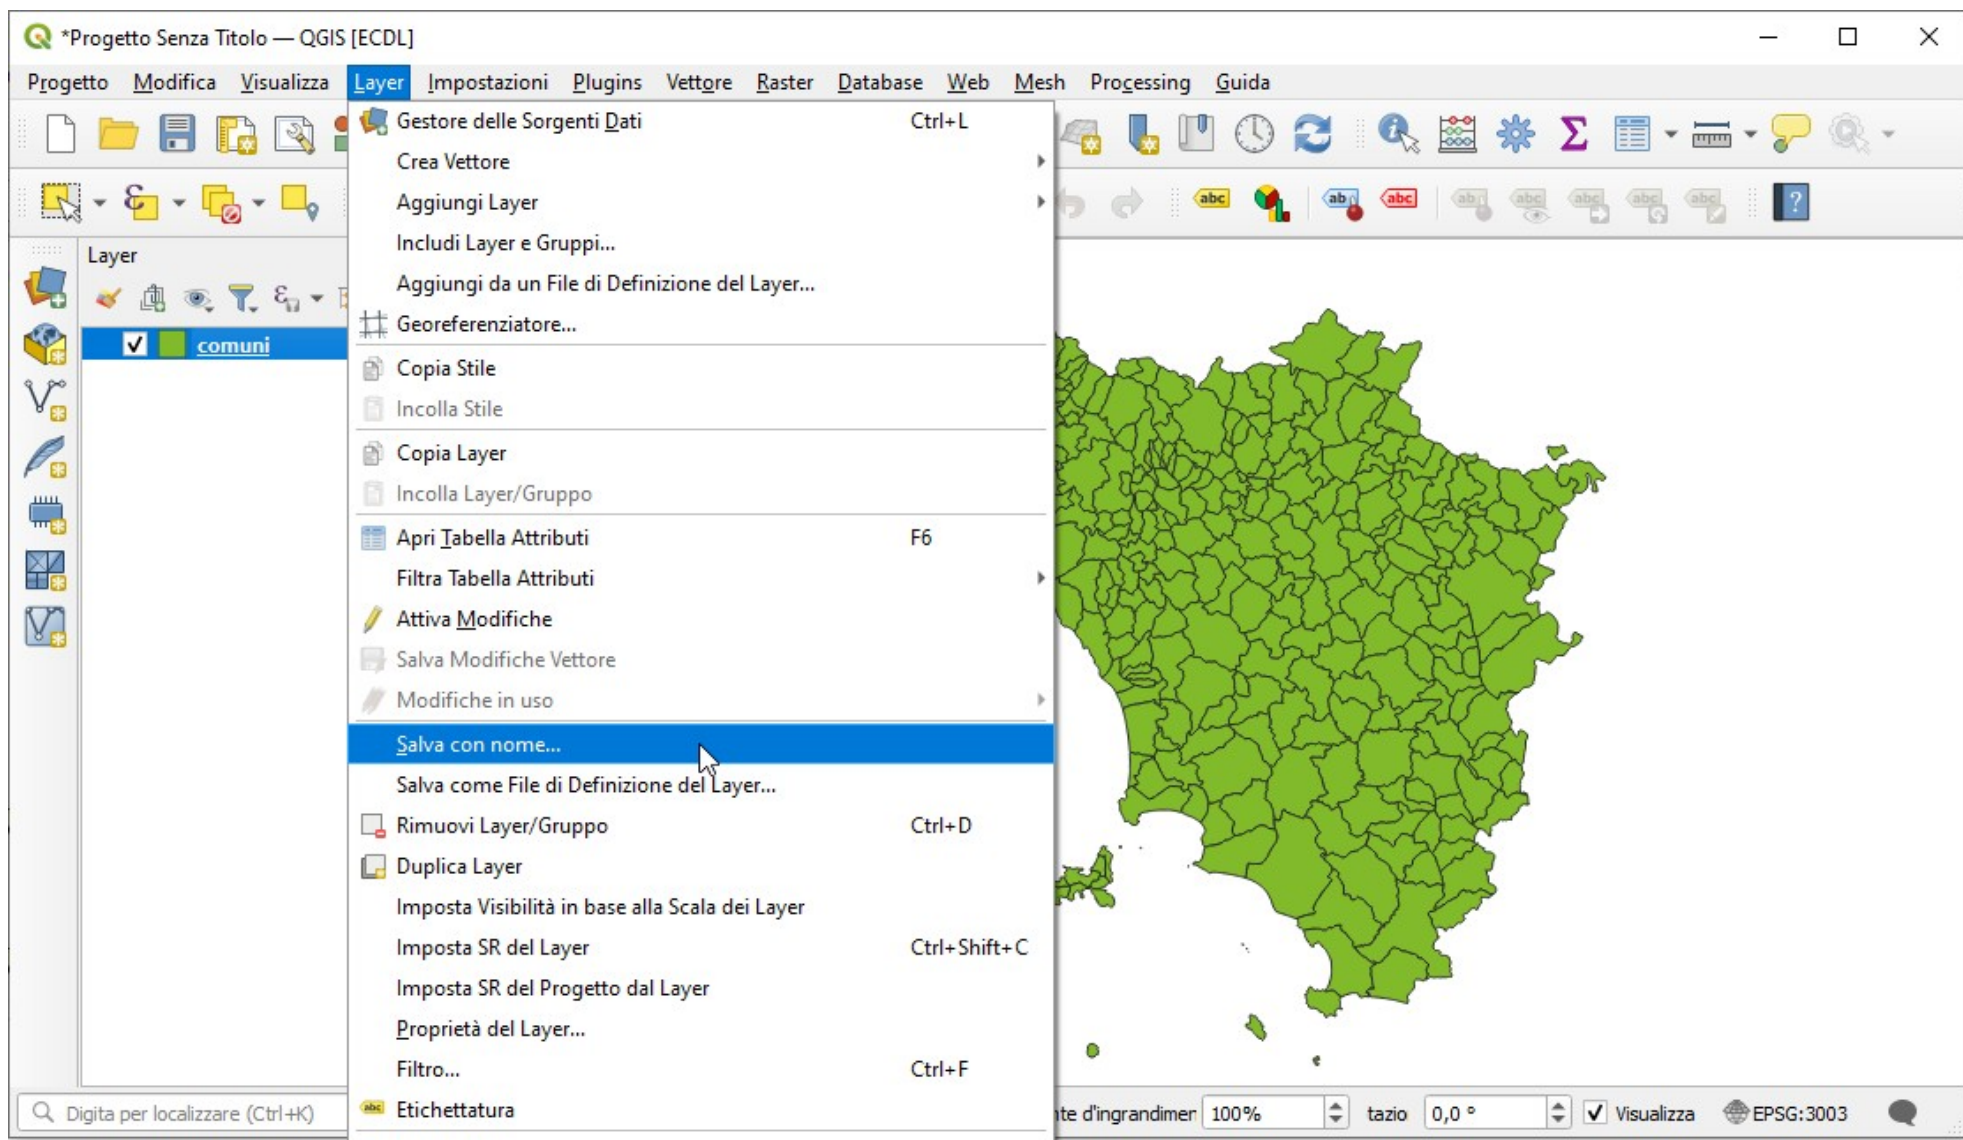 *Progetto Senza Titolo — QGIS [ECDL]
Progetto Modifica Visualizza Layer Impostazioni Plugins Vettore Raster Database Web Mesh Processing Guida
Gestore delle Sorgenti Dati Ctrl+L
Crea Vettore
Aggiungi Layer
Includi Layer e Gruppi...
Aggiungi da un File di Definizione del Layer...
Georeferenziatore...
Copia Stile
Incolla Stile
Copia Layer
Incolla Layer/Gruppo
Apri Tabella Attributi F6
Filtra Tabella Attributi
Attiva Modifiche
Salva Modifiche Vettore
Modifiche in uso
Salva con nome...
Salva come File di Definizione del Layer...
Rimuovi Layer/Gruppo Ctrl+D
Duplica Layer
Imposta Visibilità in base alla Scala dei Layer
Imposta SR del Layer Ctrl+Shift+C
Imposta SR del Progetto dal Layer
Proprietà del Layer...
Filtro... Ctrl+F
abc Etichettatura
abc ab abc ab abc abc abc abc
Layer
comuni
Digita per localizzare (Ctrl+K)
te d'ingrandimen 100% tazio 0,0 ° Visualizza EPSG:3003